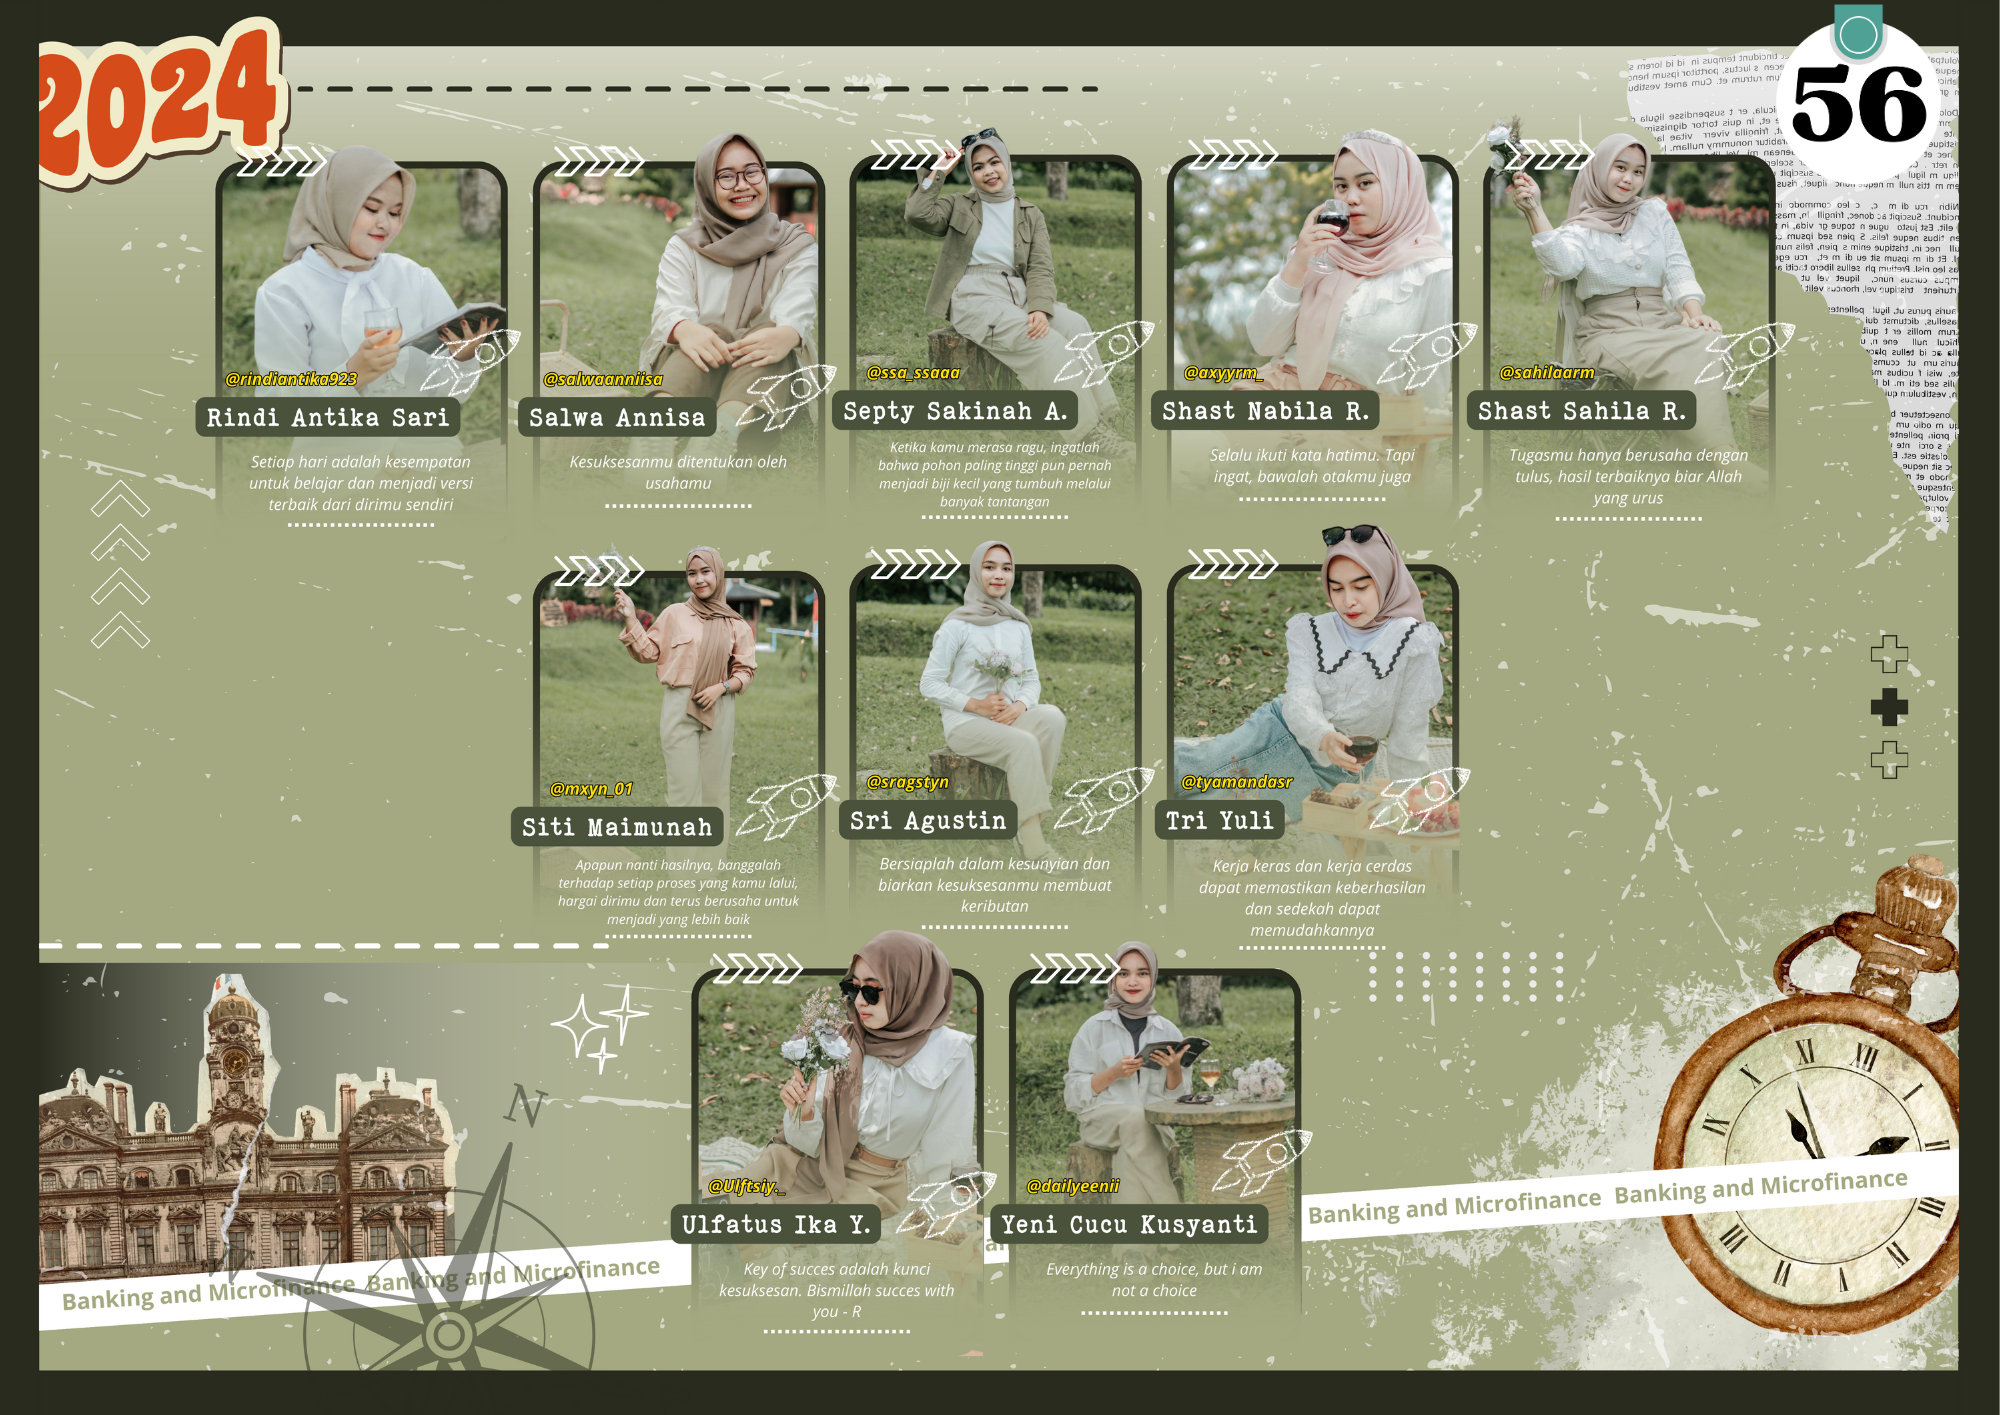 2024
56
@rindiantika923
Rindi Antika Sari
Setiap hari adalah kesempatan
untuk belajar dan menjadi versi
terbaik dari dirimu sendiri
@salwaanniisa
Salwa Annisa
Kesuksesanmu ditentukan oleh
usahamu
@ssa_ssaaa
Septy Sakinah A.
Ketika kamu merasa ragu, ingatlah
bahwa pohon paling tinggi pun pernah
menjadi biji kecil yang tumbuh melalui
banyak tantangan
@axyyrm_
Shast Nabila R.
Selalu ikuti kata hatimu. Tapi
ingat, bawalah otakmu juga
@sahilaarm
Shast Sahila R.
Tugasmu hanya berusaha dengan
tulus, hasil terbaiknya biar Allah
yang urus
@mxyn_01
Siti Maimunah
Apapun nanti hasilnya, banggalah
terhadap setiap proses yang kamu lalui,
hargai dirimu dan terus berusaha untuk
menjadi yang lebih baik
@sragstyn
Sri Agustin
Bersiaplah dalam kesunyian dan
biarkan kesuksesanmu membuat
keributan
@tyamandasr
Tri Yuli
Kerja keras dan kerja cerdas
dapat memastikan keberhasilan
dan sedekah dapat
memudahkannya
@Ulftsiy._
Ulfatus Ika Y.
Key of succes adalah kunci
kesuksesan. Bismillah succes with
you - R
@dailyeenii
Yeni Cucu Kusyanti
Everything is a choice, but i am
not a choice
N
XI XII I
X
IX
VIII
VII VI V
Banking and Microfinance Banking and Microfinance
Banking and Microfinance Banking and Microfinance